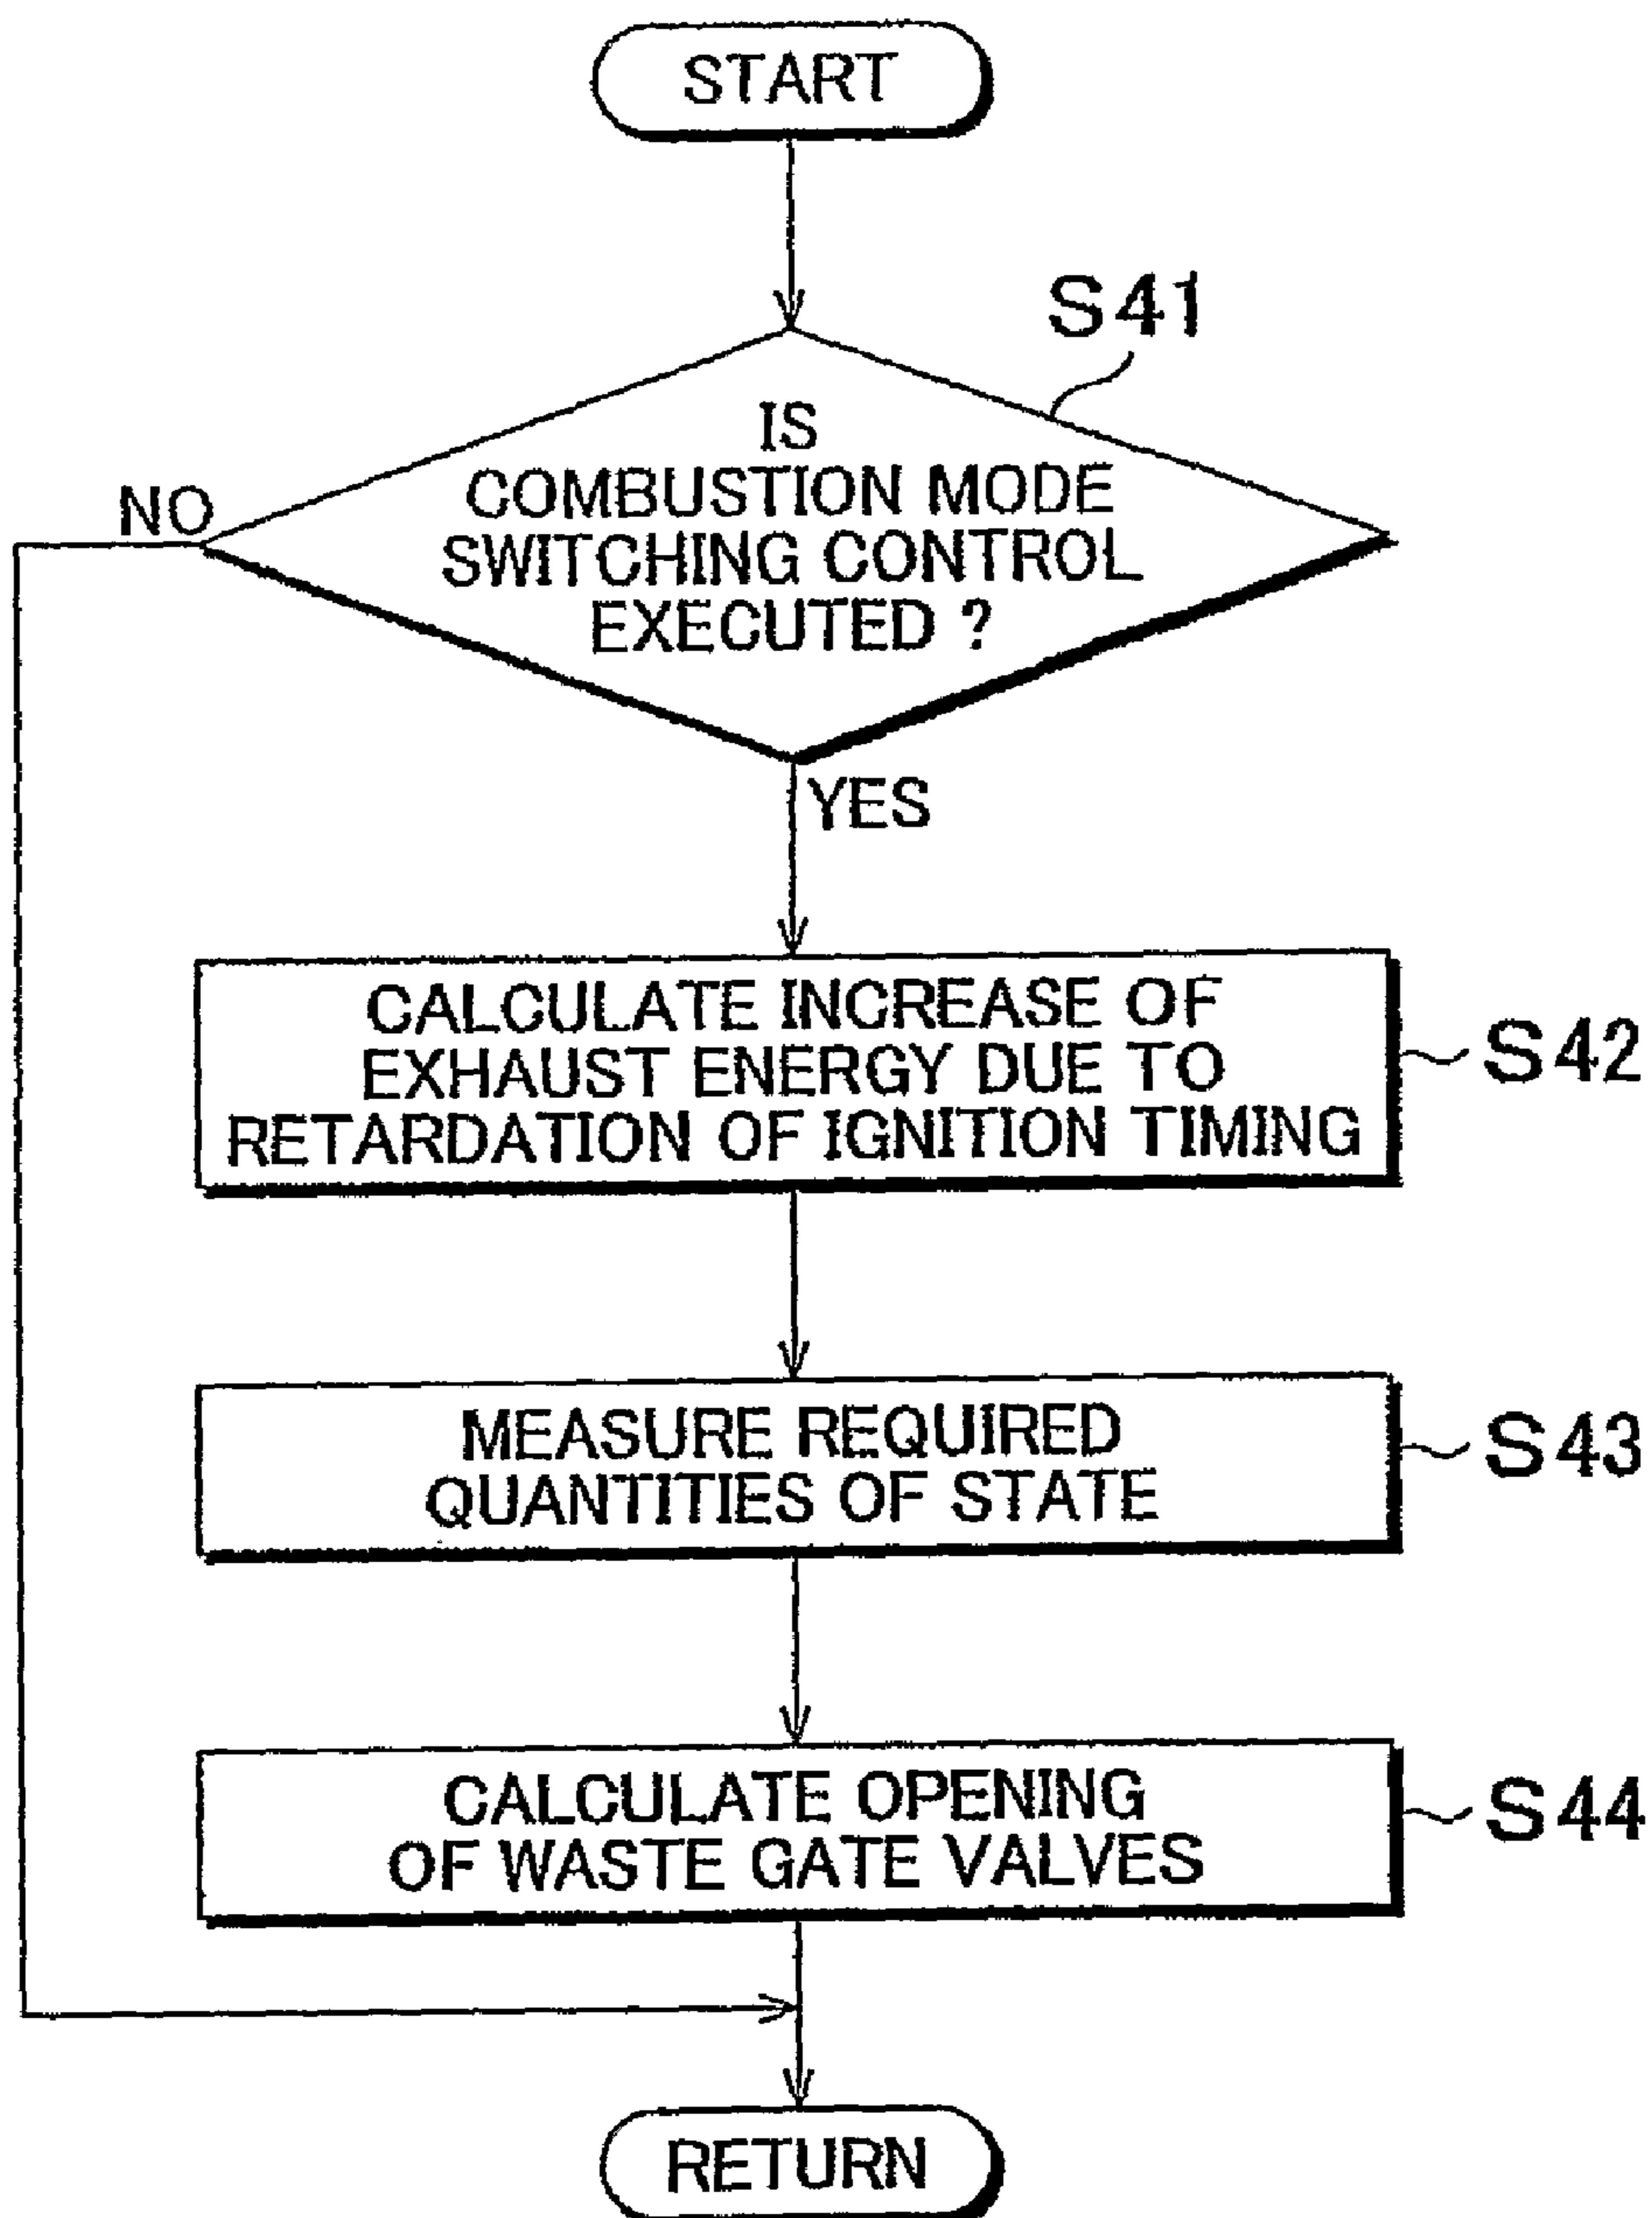 START
S41
IS
COMBUSTION MODE
SWITCHING CONTROL
EXECUTED ?
NO
YES
CALCULATE INCREASE OF
EXHAUST ENERGY DUE TO
RETARDATION OF IGNITION TIMING
S42
MEASURE REQUIRED
QUANTITIES OF STATE
S43
CALCULATE OPENING
OF WASTE GATE VALVES
S44
RETURN